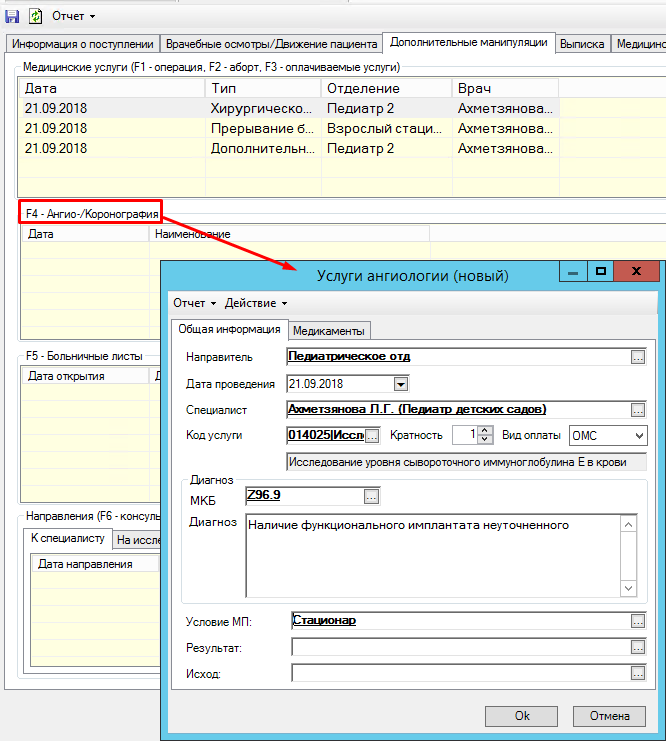 Отчет
Информация о поступлении Врачебные осмотры/Движение пациента Дополнительные манипуляции Выписка Медицинс
Медицинские услуги (F1 - операция, F2 - аборт, F3 - оплачиваемые услуги)
Дата Тип Отделение Врач
21.09.2018 Хирургическо... Педиатр 2 Ахметзянова...
21.09.2018 Прерывание б... Взрослый стаци... Ахметзянова...
21.09.2018 Дополнительн... Педиатр 2 Ахметзянова...
F4 - Ангио-/Коронография
Дата Наименование
Услуги ангиологии (новый)
Отчет Действие
Общая информация Медикаменты
Направитель Педиатрическое отд ...
Дата проведения 21.09.2018
Специалист Ахметзянова Л.Г. (Педиатр детских садов) ...
Код услуги 014025|Иссл ... Кратность 1 Вид оплаты ОМС
Исследование уровня сывороточного иммуноглобулина Е в крови
Диагноз
МКБ Z96.9 ...
Диагноз Наличие функционального имплантата неуточненного
Условие МП: Стационар ...
Результат: ...
Исход: ...
Ok Отмена
F5 - Больничные листы
Дата открытия
Направления (F6 - консуль
К специалисту На иссле
Дата направления